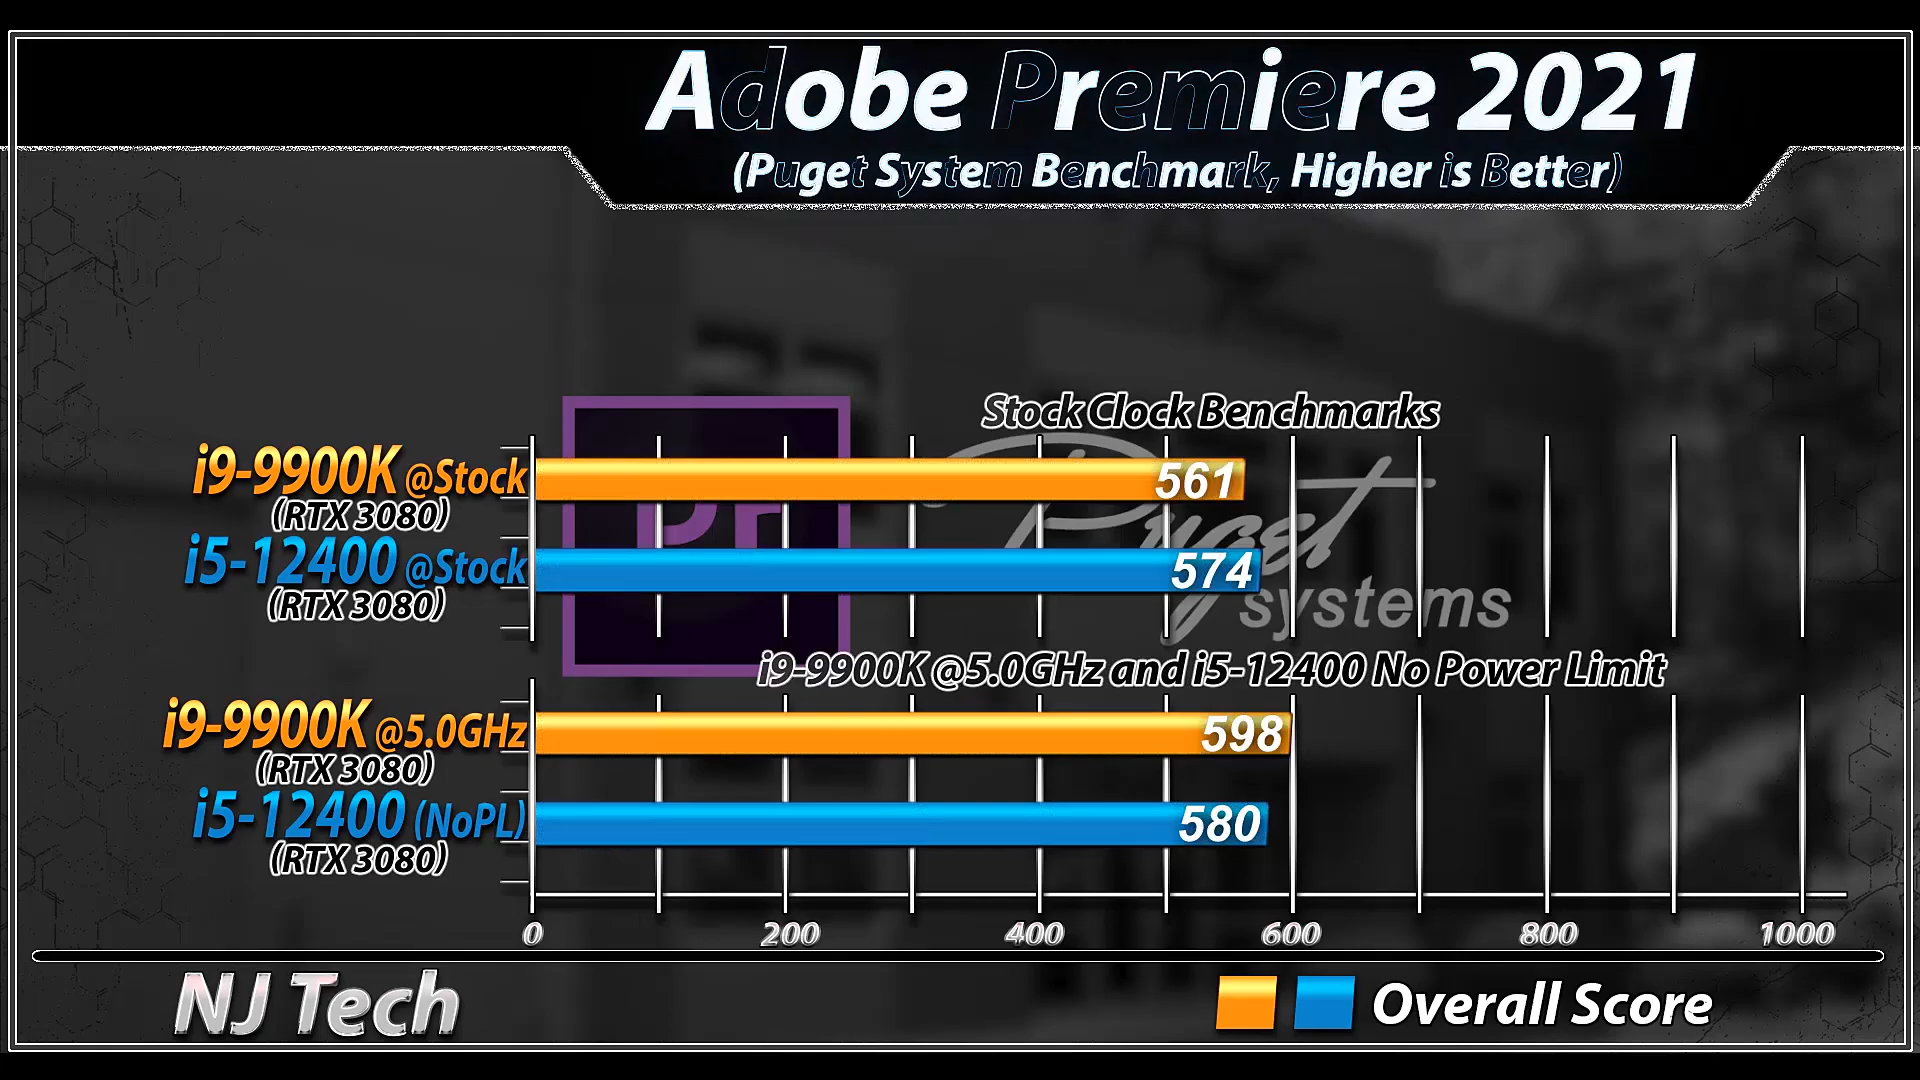 Adobe Premiere 2021
(Puget System Benchmark, Higher is Better)
Stock Clock Benchmarks
i9-9900K @Stock
(RTX 3080)
561
i5-12400 @Stock
(RTX 3080)
574
Pr
Puget
systems
i9-9900K @5.0GHz and i5-12400 No Power Limit
i9-9900K @5.0GHz
(RTX 3080)
598
i5-12400 (NoPL)
(RTX 3080)
580
0 200 400 600 800 1000
NJ Tech
Overall Score